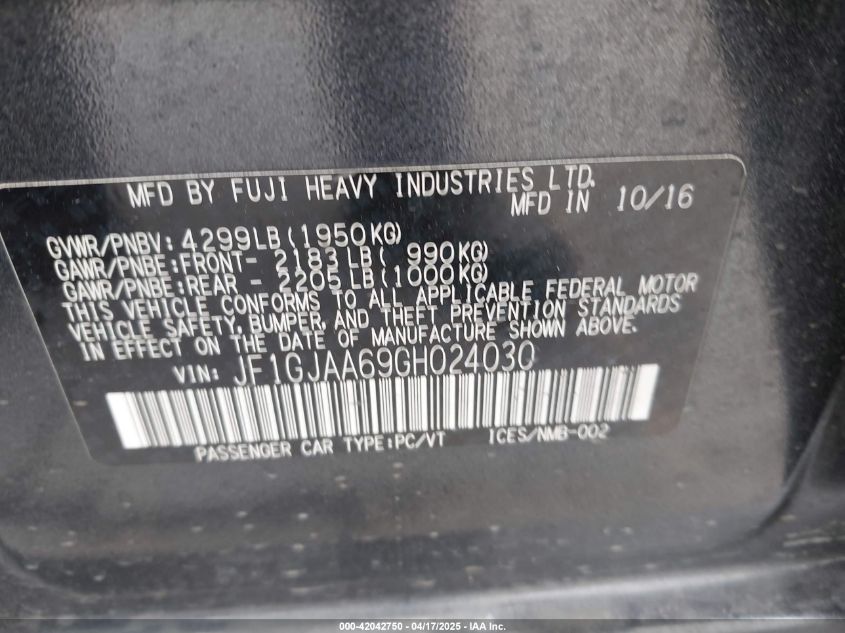 MFD BY FUJI HEAVY INDUSTRIES LTD.
MFD IN 10/16
GVWR/PNBV: 4299LB(1950KG)
GAWR/PNBE:FRONT- 2183LB( 990KG)
GAWR/PNBE:REAR - 2205LB(1000KG)
THIS VEHICLE CONFORMS TO ALL APPLICABLE FEDERAL MOTOR
VEHICLE SAFETY, BUMPER, AND THEFT PREVENTION STANDARDS
IN EFFECT ON THE DATE OF MANUFACTURE SHOWN ABOVE.
VIN: JF1GJAA69GH024030
PASSENGER CAR TYPE:PC/VT ICES/NMB-002
000-42042750 - 04/17/2025 - IAA Inc.